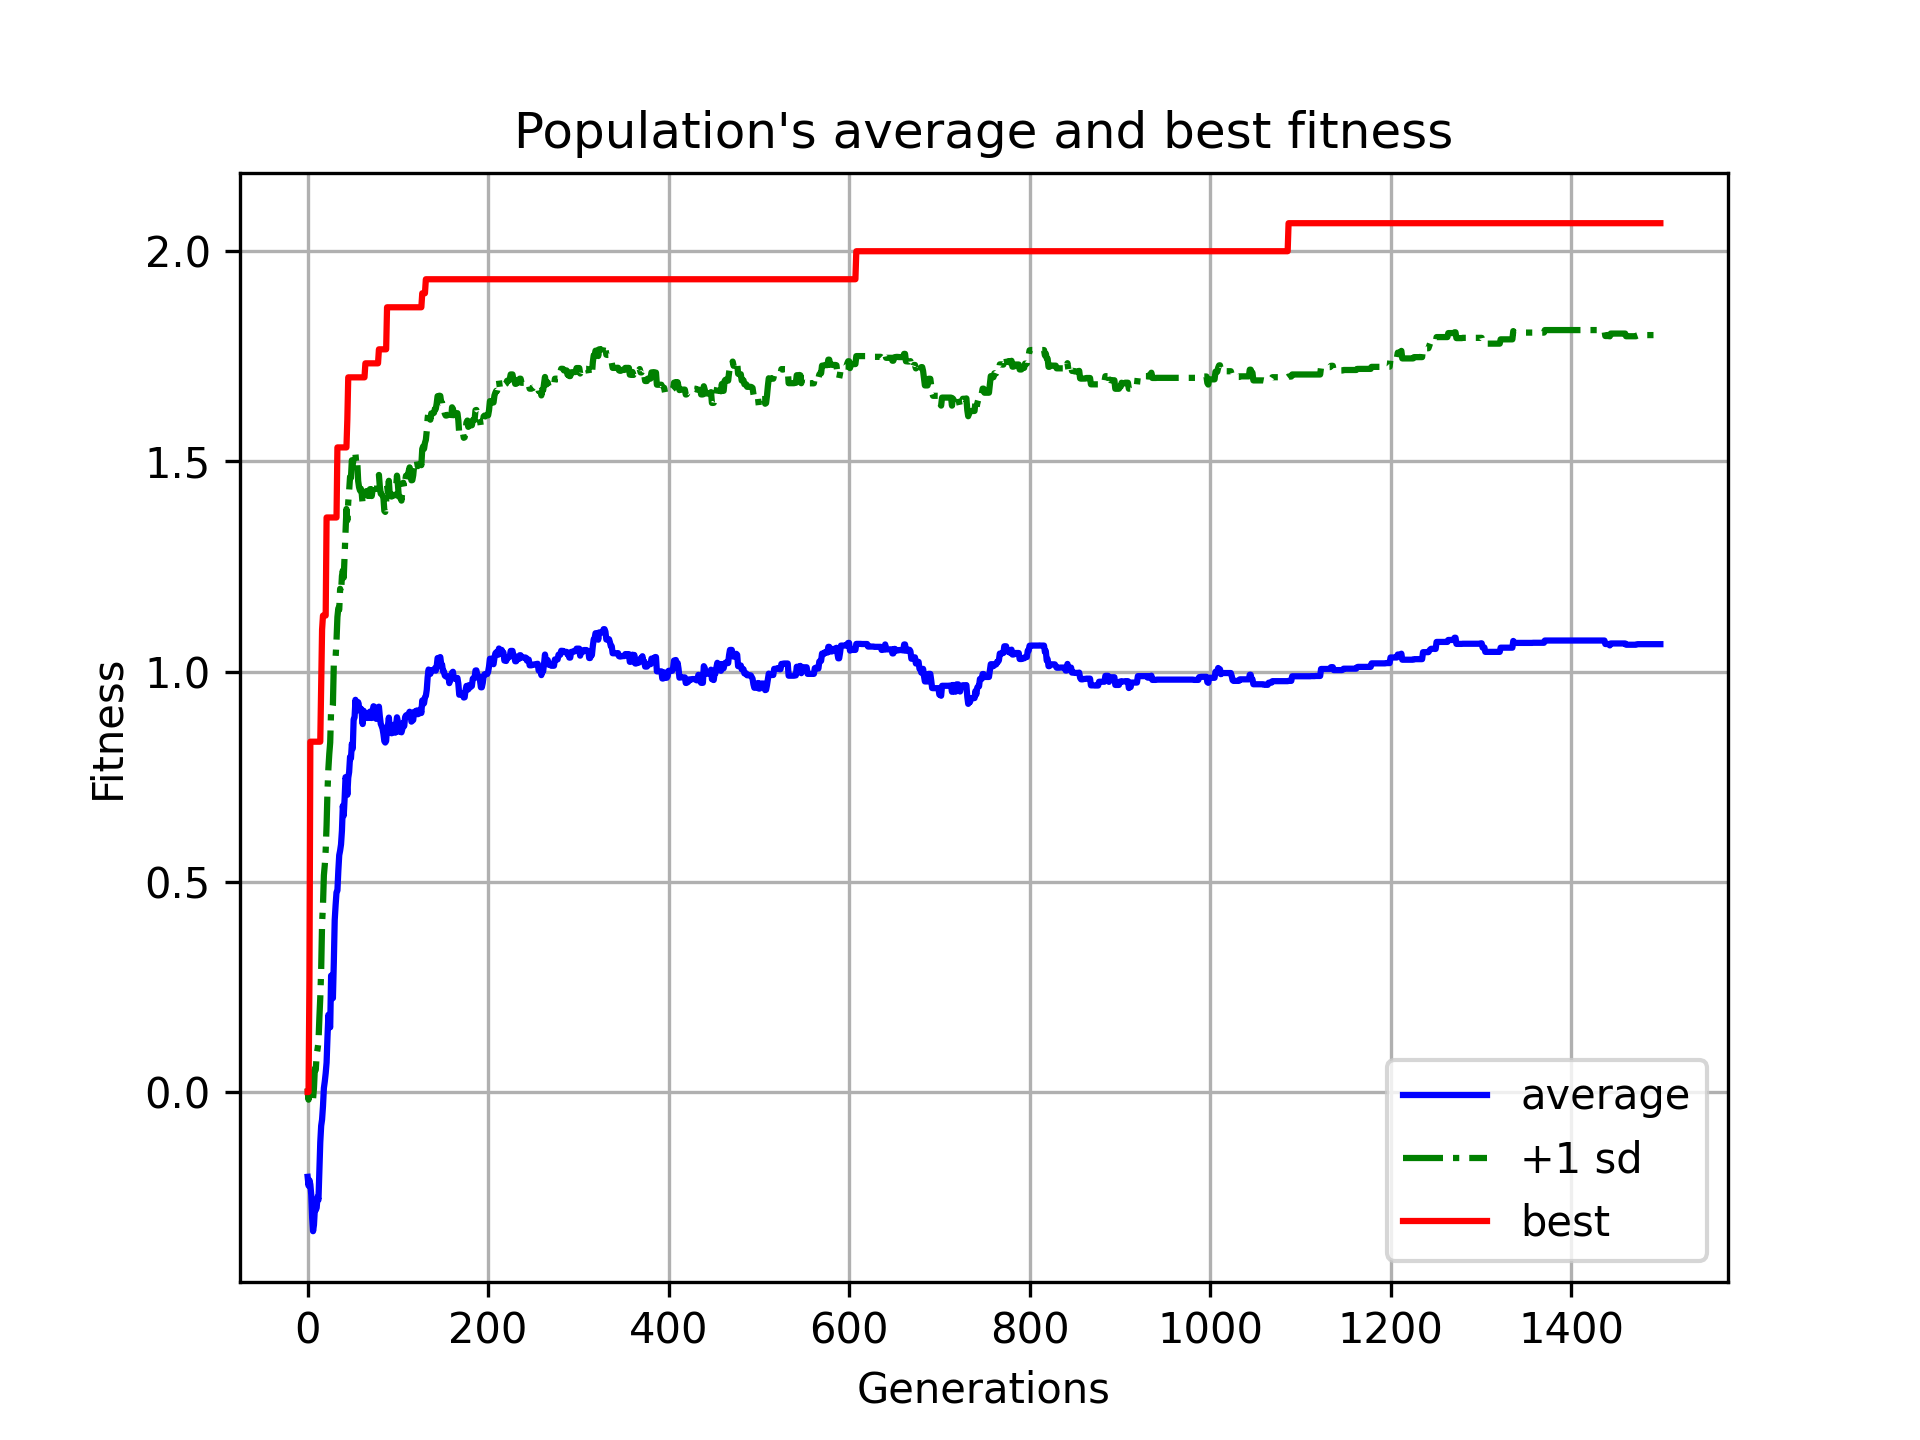 Population's average and best fitness
2.0
1.5
1.0
0.5
0.0
Fitness
average
+1 sd
best
0 200 400 600 800 1000 1200 1400
Generations